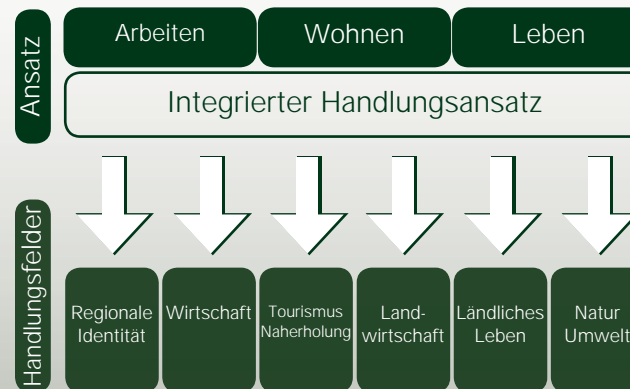 Ansatz
Arbeiten
Wohnen
Leben
Integrierter Handlungsansatz
Handlungsfelder
Regionale
Identität
Wirtschaft
Tourismus
Naherholung
Land-
wirtschaft
Ländliches
Leben
Natur
Umwelt